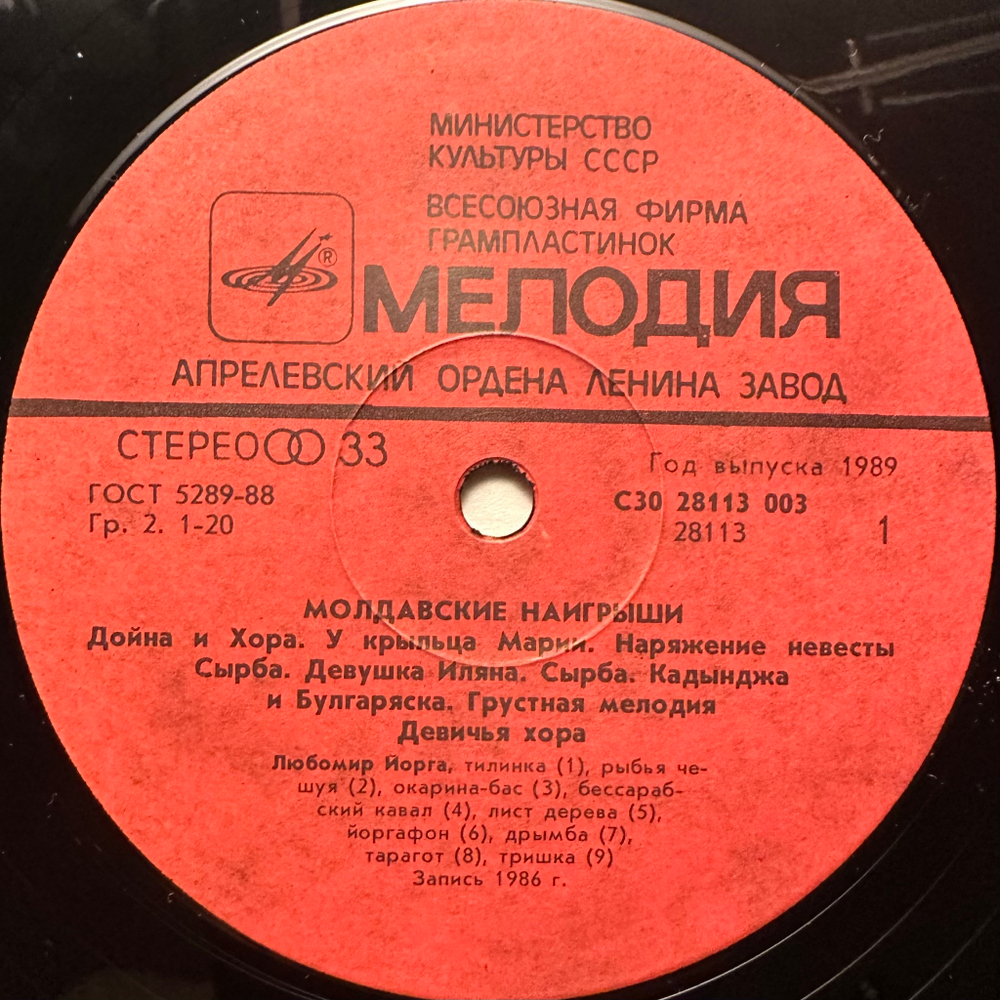 МИНИСТЕРСТВО
КУЛЬТУРЫ СССР
ВСЕСОЮЗНАЯ ФИРМА
ГРАМПЛАСТИНОК
®
МЕЛОДИЯ
АПРЕЛЕВСКИЙ ОРДЕНА ЛЕНИНА ЗАВОД
СТЕРЕО 33
Год выпуска 1989
ГОСТ 5289-88
С30 28113 003
Гр. 2. 1-20
28113
1
МОЛДАВСКИЕ НАИГРЫШИ
Дойна и Хора. У крыльца Марии. Наряжение невесты
Сырба. Девушка Иляна. Сырба. Кадынджа
и Булгаряска. Грустная мелодия
Девичья хора
Любомир Йорга, тилинка (1), рыбья че-
шуя (2), окарина-бас (3), бессараб-
ский кавал (4), лист дерева (5),
йоргафон (6), дрымба (7),
тарагот (8), тришка (9)
Запись 1986 г.